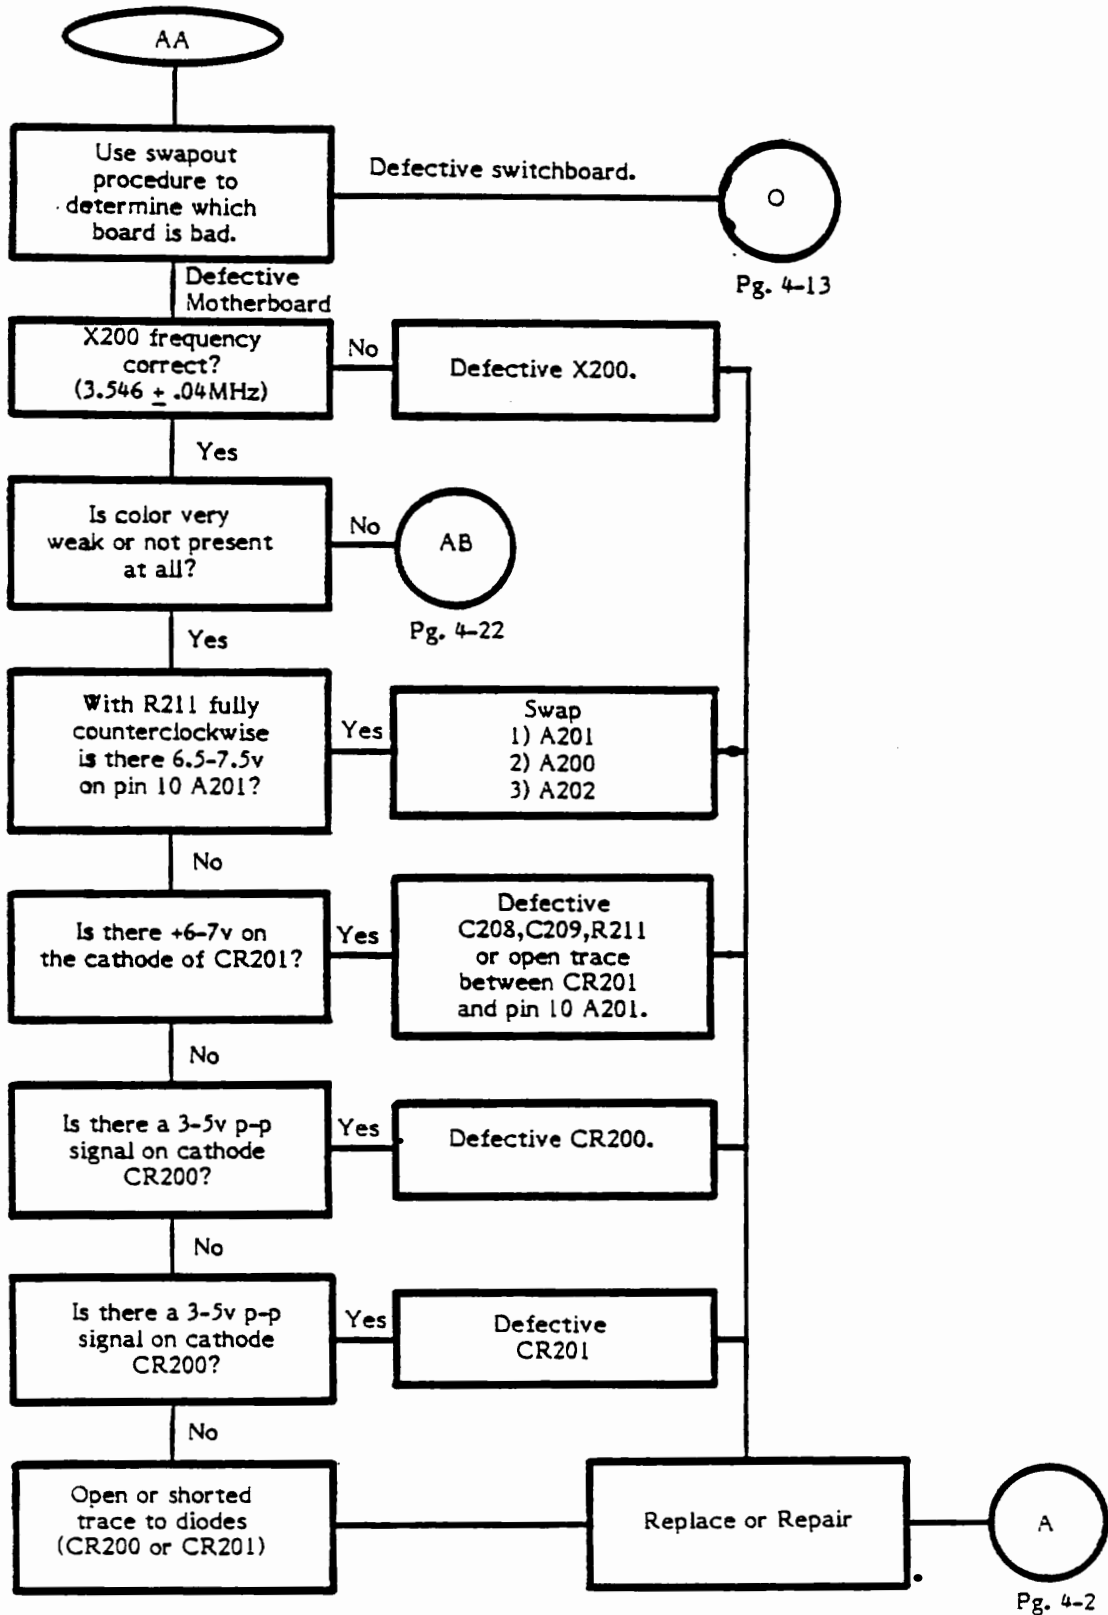 AA
Use swapout
procedure to
determine which
board is bad.
Defective switchboard.
O
Pg. 4-13
Defective
Motherboard
X200 frequency
correct?
(3.546 ± .04MHz)
No
Defective X200.
Yes
Is color very
weak or not present
at all?
No
AB
Pg. 4-22
Yes
With R211 fully
counterclockwise
is there 6.5-7.5v
on pin 10 A201?
Yes
Swap
1) A201
2) A200
3) A202
No
Is there +6-7v on
the cathode of CR201?
Yes
Defective
C208,C209,R211
or open trace
between CR201
and pin 10 A201.
No
Is there a 3-5v p-p
signal on cathode
CR200?
Yes
Defective CR200.
No
Is there a 3-5v p-p
signal on cathode
CR200?
Yes
Defective
CR201
No
Open or shorted
trace to diodes
(CR200 or CR201)
Replace or Repair
A
Pg. 4-2